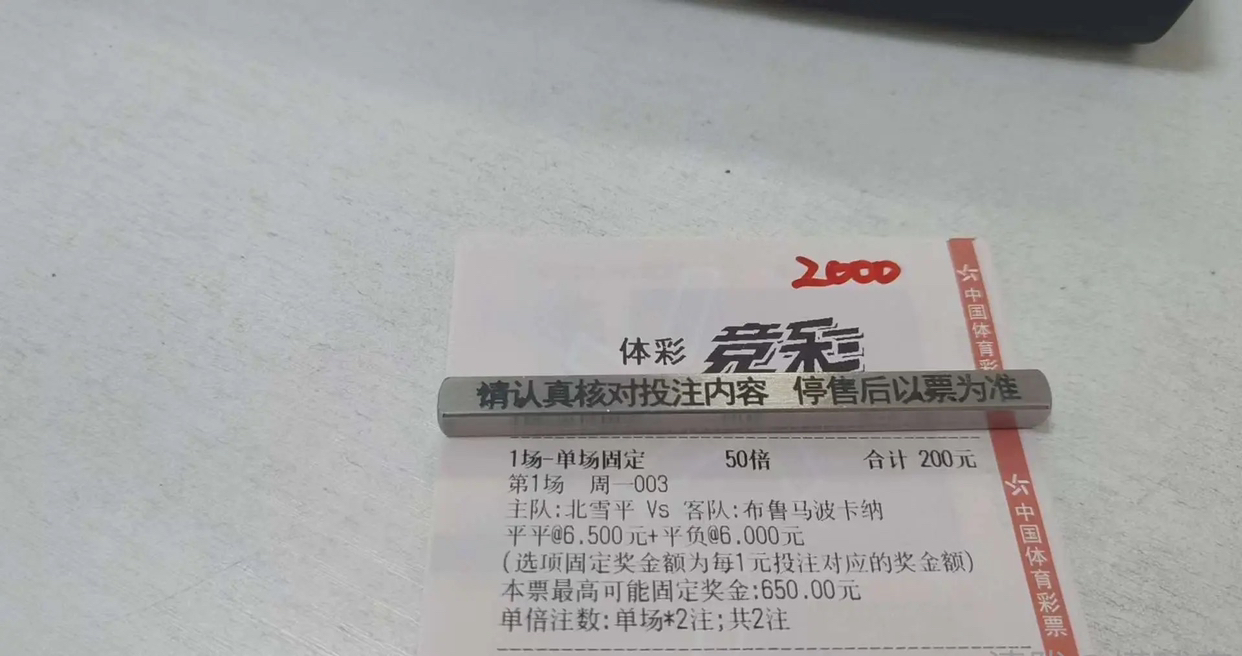 2000
体彩 竞彩
请认真核对投注内容 停售后以票为准
1场-单场固定 50倍 合计 200元
第1场 周一003
主队:北雪平 Vs 客队:布鲁马波卡纳
平平@6.500元+平负@6.000元
(选项固定奖金额为每1元投注对应的奖金额)
本票最高可能固定奖金:650.00元
单倍注数:单场*2注;共2注
中国体育彩
中国体育彩票